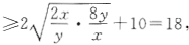 ⩾2√(2x/y · 8y/x) +10=18,